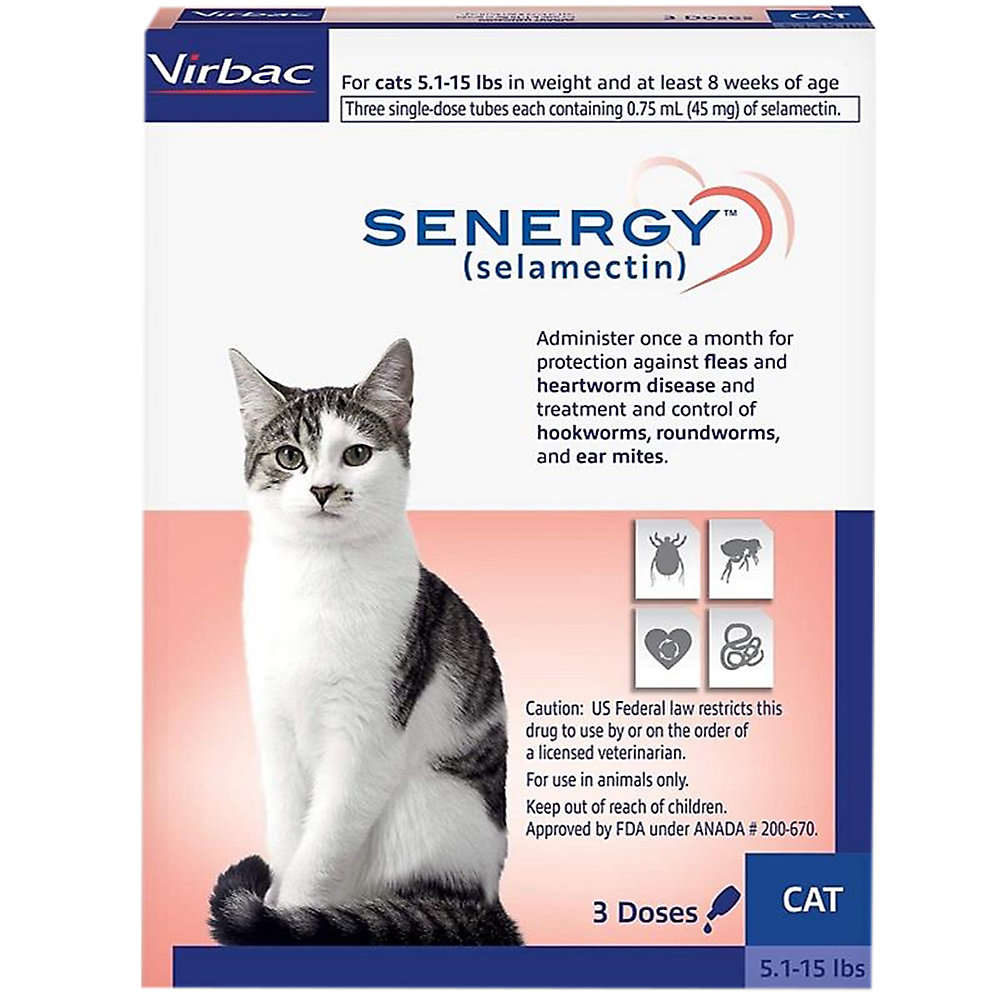 3 Doses CAT
Virbac
For cats 5.1-15 lbs in weight and at least 8 weeks of age
Three single-dose tubes each containing 0.75 mL (45 mg) of selamectin.
SENERGY™
(selamectin)
Administer once a month for
protection against fleas and
heartworm disease and
treatment and control of
hookworms, roundworms,
and ear mites.
Caution: US Federal law restricts this
drug to use by or on the order of
a licensed veterinarian.
For use in animals only.
Keep out of reach of children.
Approved by FDA under ANADA # 200-670.
3 Doses
CAT
5.1-15 lbs